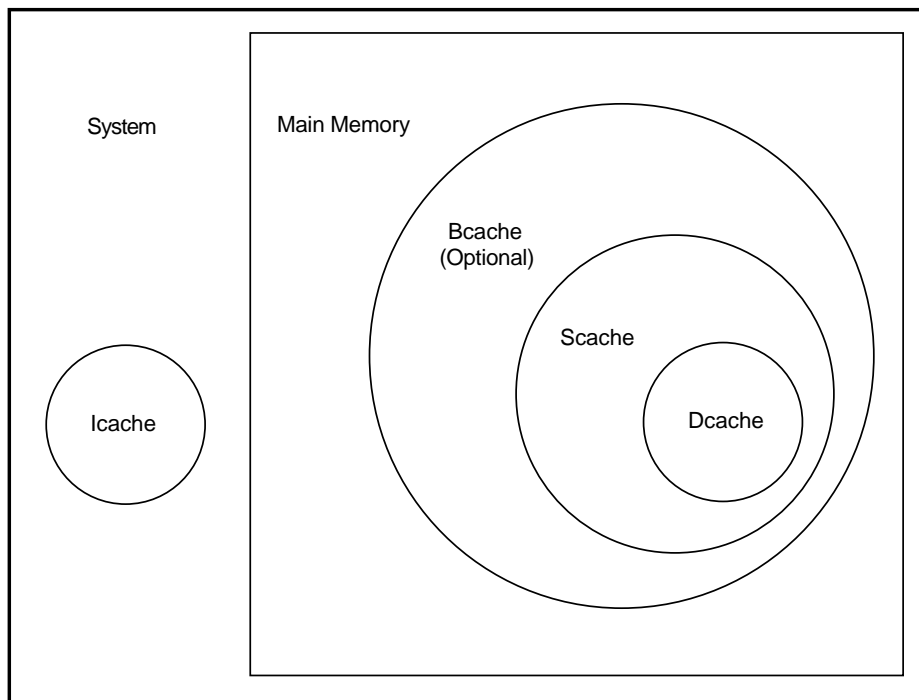 System
Main Memory
Bcache
(Optional)
Scache
Icache
Dcache